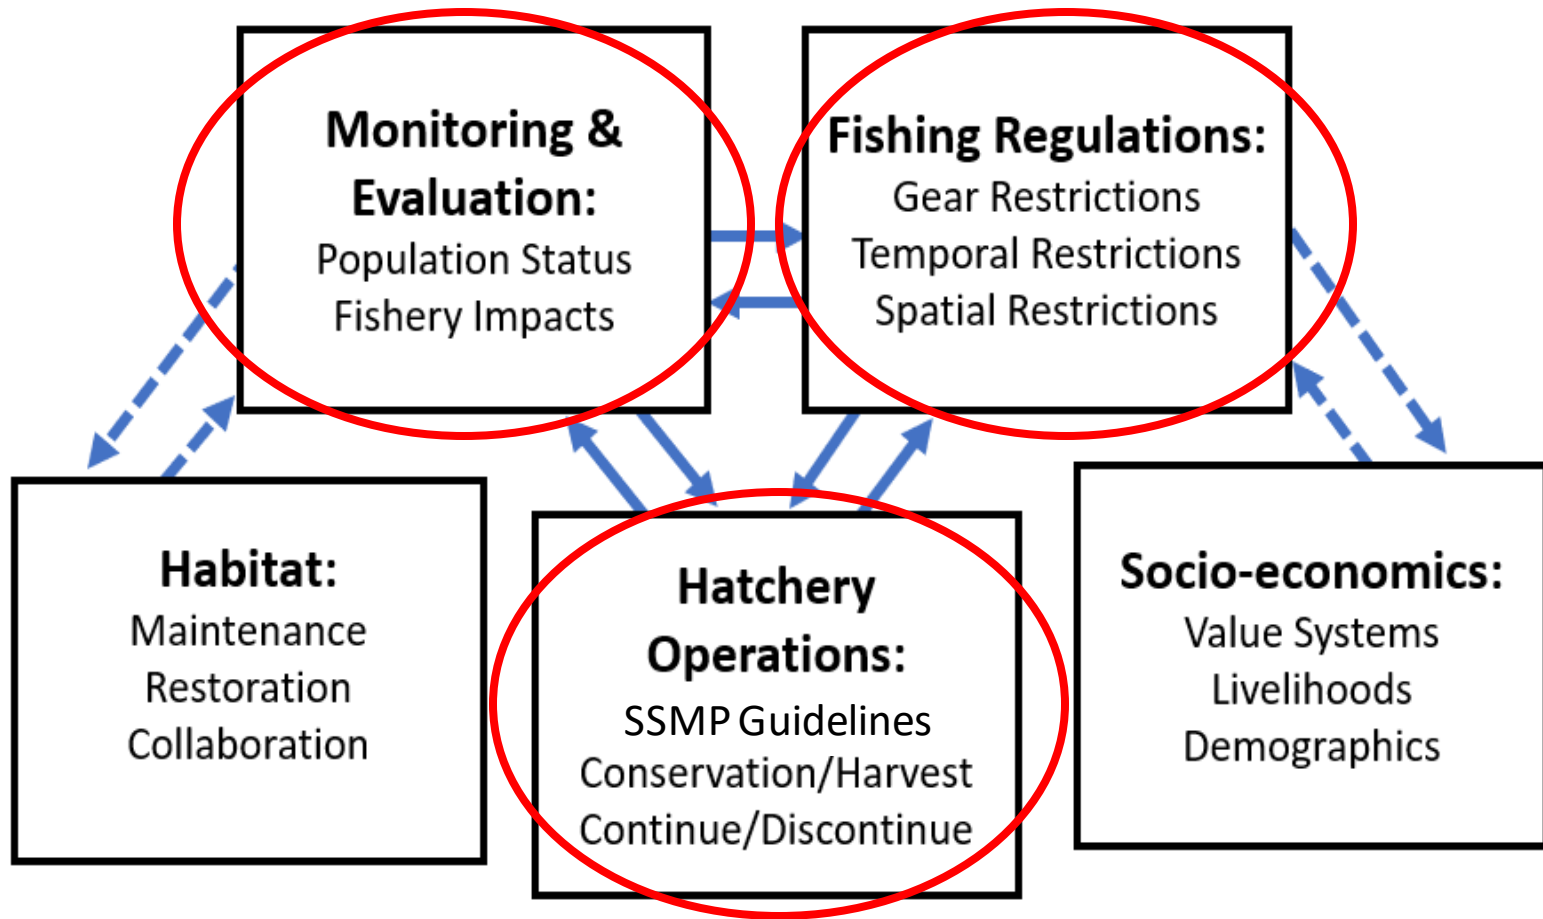 Monitoring &
Evaluation:
Population Status
Fishery Impacts
Fishing Regulations:
Gear Restrictions
Temporal Restrictions
Spatial Restrictions
Habitat:
Maintenance
Restoration
Collaboration
Hatchery
Operations:
SSMP Guidelines
Conservation/Harvest
Continue/Discontinue
Socio-economics:
Value Systems
Livelihoods
Demographics